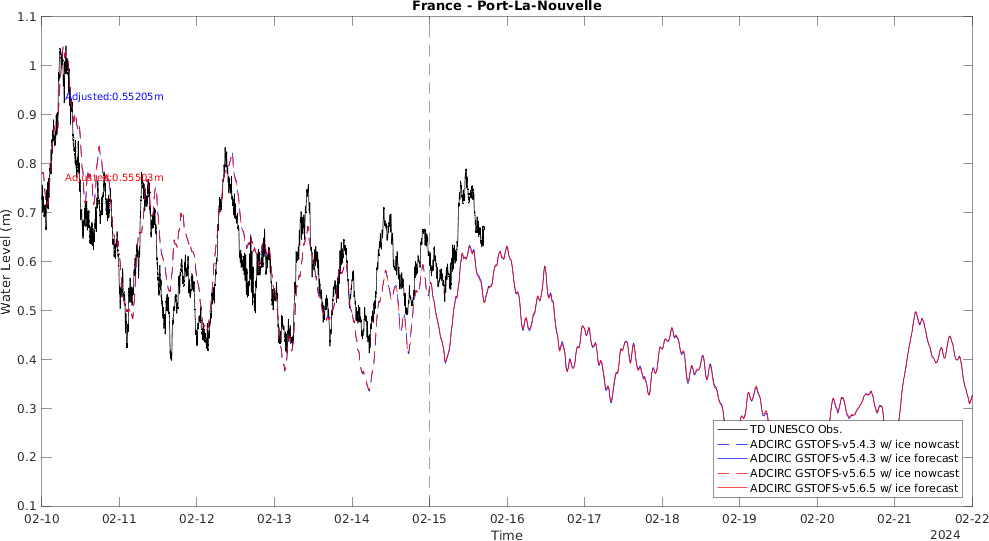 France - Port-La-Nouvelle
Water Level (m)
1.1
1
0.9
0.8
0.7
0.6
0.5
0.4
0.3
0.2
0.1
Adjusted:0.55205m
Adjusted:0.55503m
TD UNESCO Obs.
ADCIRC GSTOFS-v5.4.3 w/ ice nowcast
ADCIRC GSTOFS-v5.4.3 w/ ice forecast
ADCIRC GSTOFS-v5.6.5 w/ ice nowcast
ADCIRC GSTOFS-v5.6.5 w/ ice forecast
02-10 02-11 02-12 02-13 02-14 02-15 02-16 02-17 02-18 02-19 02-20 02-21 02-22
Time
2024